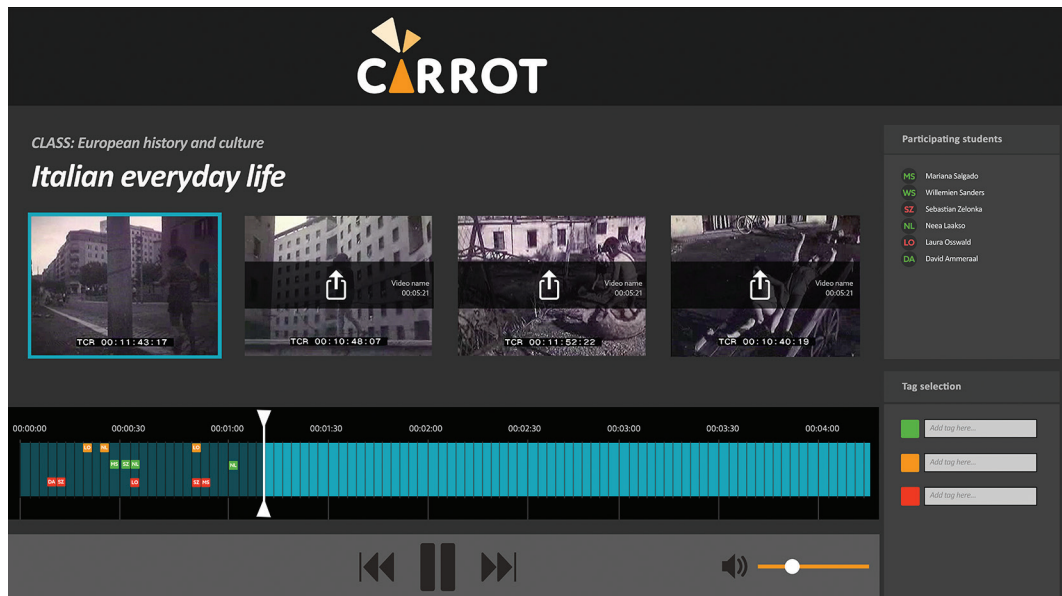 CARROT
CLASS: European history and culture
Italian everyday life
TCR 00:11:43:17
Video name
00:05:21
TCR 00:10:48:07
Video name
00:05:21
TCR 00:11:52:22
Video name
00:05:21
TCR 00:10:40:19
Participating students
MS Mariana Salgado
WS Willemien Sanders
SZ Sebastian Zelonka
NL Neea Laakso
LO Laura Osswald
DA David Ammeraal
00:00:00 00:00:30 00:01:00 00:01:30 00:02:00 00:02:30 00:03:00 00:03:30 00:04:00
LO NL LO
MS SZ NL NL
DA SZ LO SZ MS
Tag selection
Add tag here...
Add tag here...
Add tag here...